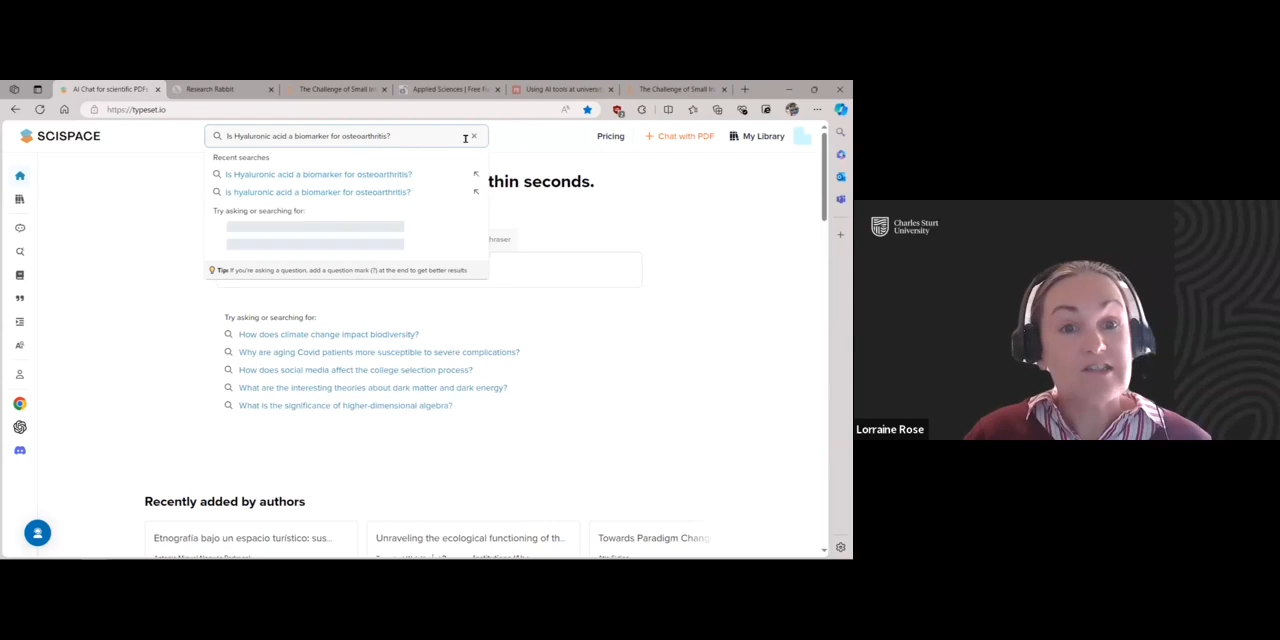 AI Chat for scientific PDFs
Research Rabbit
The Challenge of Small In
Applied Sciences | Free Fu
Using AI tools at universit
The Challenge of Small In
https://typeset.io
SCISPACE
Is Hyaluronic acid a biomarker for osteoarthritis?
Pricing
+ Chat with PDF
My Library
Recent searches
Is Hyaluronic acid a biomarker for osteoarthritis?
is hyaluronic acid a biomarker for osteoarthritis?
thin seconds.
Try asking or searching for:
hraser
Tip: If you're asking a question, add a question mark (?) at the end to get better results
Try asking or searching for:
How does climate change impact biodiversity?
Why are aging Covid patients more susceptible to severe complications?
How does social media affect the college selection process?
What are the interesting theories about dark matter and dark energy?
What is the significance of higher-dimensional algebra?
Recently added by authors
Etnografía bajo un espacio turístico: sus...
Unraveling the ecological functioning of th...
Towards Paradigm Chang
Charles Sturt
University
Lorraine Rose